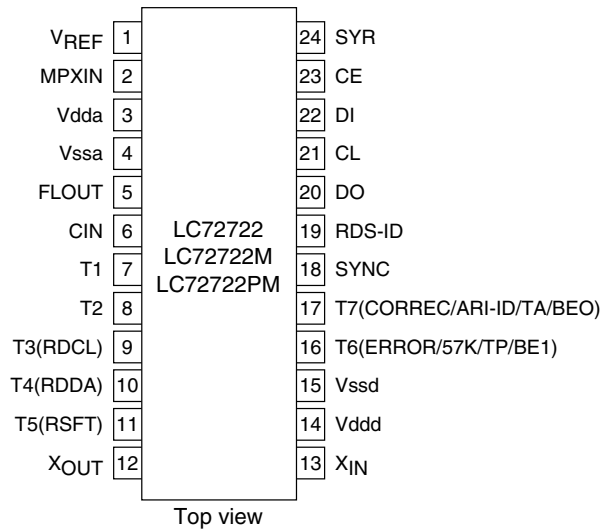 VREF 1
MPXIN 2
Vdda 3
Vssa 4
FLOUT 5
CIN 6
T1 7
T2 8
T3(RDCL) 9
T4(RDDA) 10
T5(RSFT) 11
XOUT 12
LC72722
LC72722M
LC72722PM
24 SYR
23 CE
22 DI
21 CL
20 DO
19 RDS-ID
18 SYNC
17 T7(CORREC/ARI-ID/TA/BEO)
16 T6(ERROR/57K/TP/BE1)
15 Vssd
14 Vddd
13 XIN
Top view